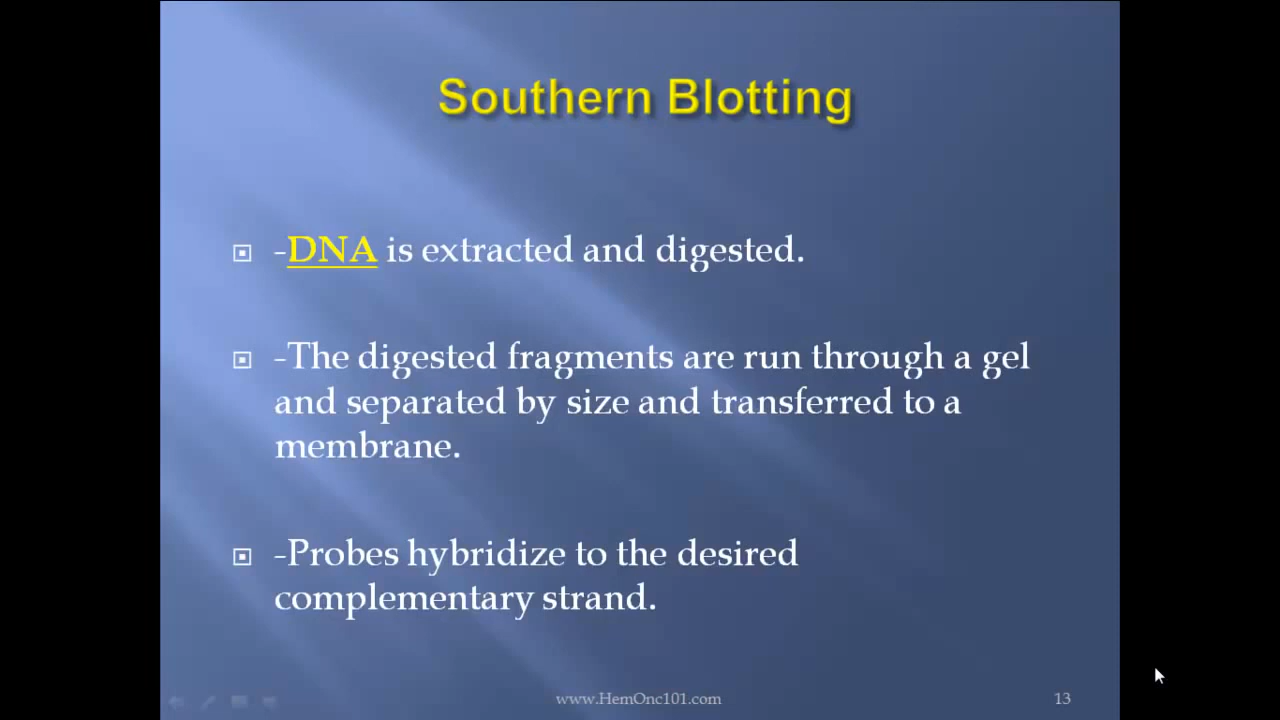 Southern Blotting
-DNA is extracted and digested.
-The digested fragments are run through a gel
and separated by size and transferred to a
membrane.
-Probes hybridize to the desired
complementary strand.
www.HemOnc101.com
13